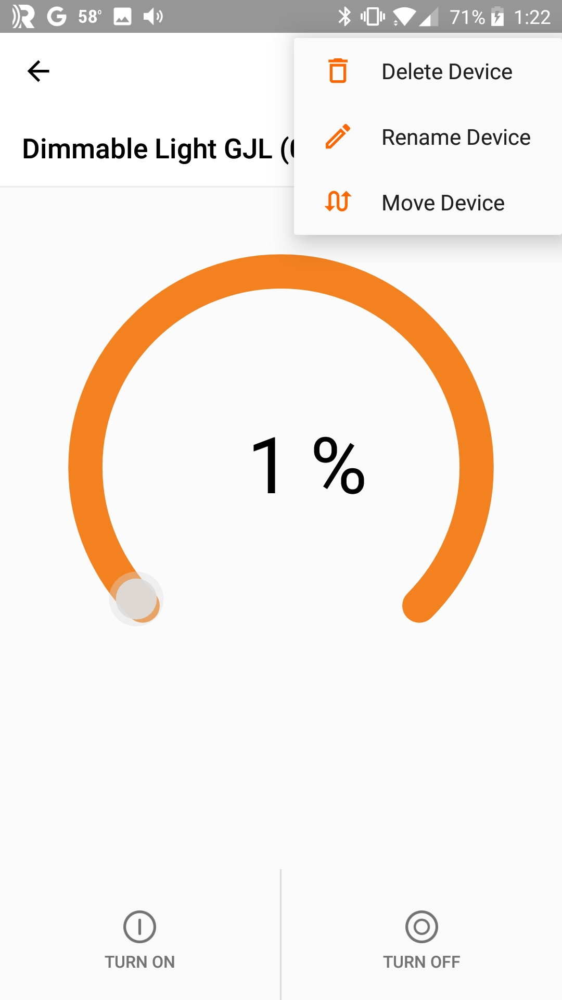 58° 71% 1:22
Delete Device
Rename Device
Dimmable Light GJL
Move Device
1 %
TURN ON TURN OFF